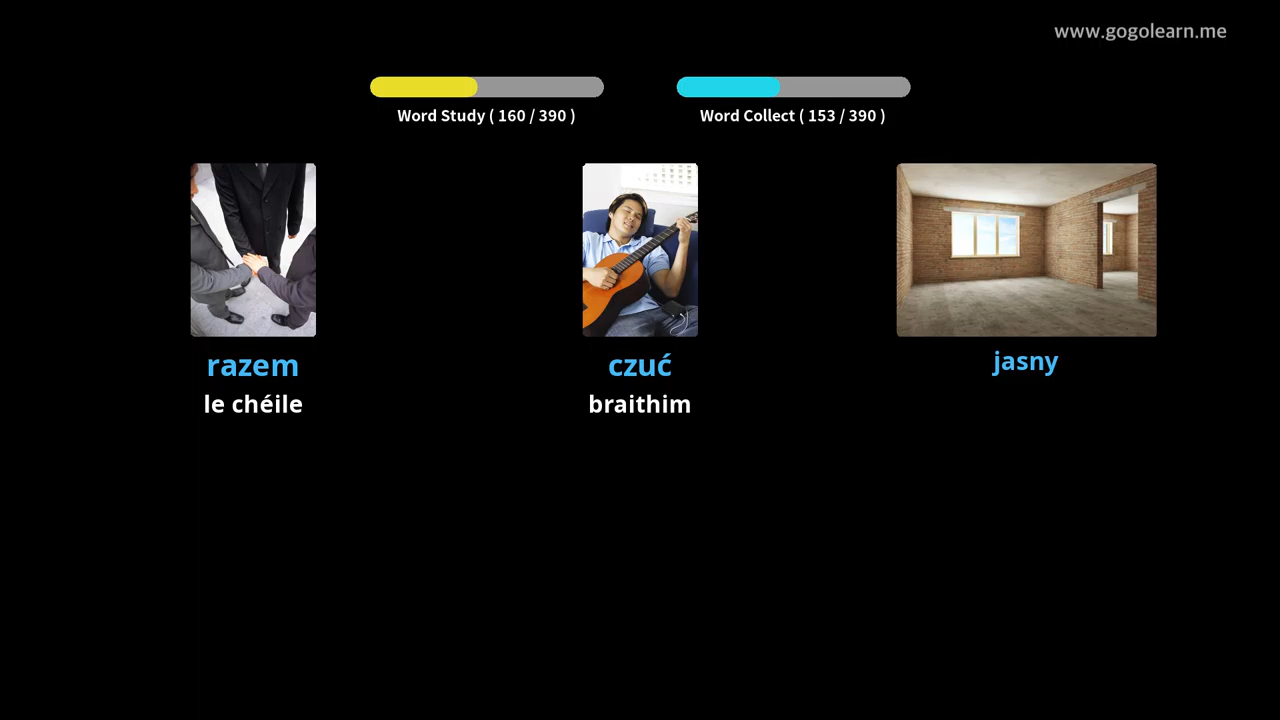 www.gogolearn.me
Word Study ( 160 / 390 )
Word Collect ( 153 / 390 )
razem
le chéile
czuć
braithim
jasny